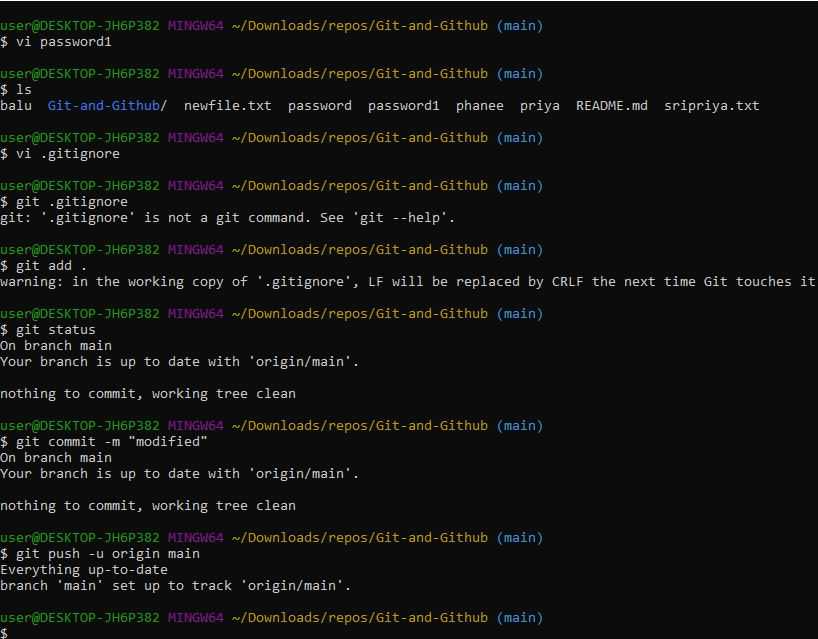 user@DESKTOP-JH6P382 MINGW64 ~/Downloads/repos/Git-and-Github (main)
$ vi password1
user@DESKTOP-JH6P382 MINGW64 ~/Downloads/repos/Git-and-Github (main)
$ ls
balu  Git-and-Github/  newfile.txt  password  password1  phanee  priya  README.md  sripriya.txt
user@DESKTOP-JH6P382 MINGW64 ~/Downloads/repos/Git-and-Github (main)
$ vi .gitignore
user@DESKTOP-JH6P382 MINGW64 ~/Downloads/repos/Git-and-Github (main)
$ git .gitignore
git: '.gitignore' is not a git command. See 'git --help'.
user@DESKTOP-JH6P382 MINGW64 ~/Downloads/repos/Git-and-Github (main)
$ git add .
warning: in the working copy of '.gitignore', LF will be replaced by CRLF the next time Git touches it
user@DESKTOP-JH6P382 MINGW64 ~/Downloads/repos/Git-and-Github (main)
$ git status
On branch main
Your branch is up to date with 'origin/main'.
nothing to commit, working tree clean
user@DESKTOP-JH6P382 MINGW64 ~/Downloads/repos/Git-and-Github (main)
$ git commit -m "modified"
On branch main
Your branch is up to date with 'origin/main'.
nothing to commit, working tree clean
user@DESKTOP-JH6P382 MINGW64 ~/Downloads/repos/Git-and-Github (main)
$ git push -u origin main
Everything up-to-date
branch 'main' set up to track 'origin/main'.
user@DESKTOP-JH6P382 MINGW64 ~/Downloads/repos/Git-and-Github (main)
$